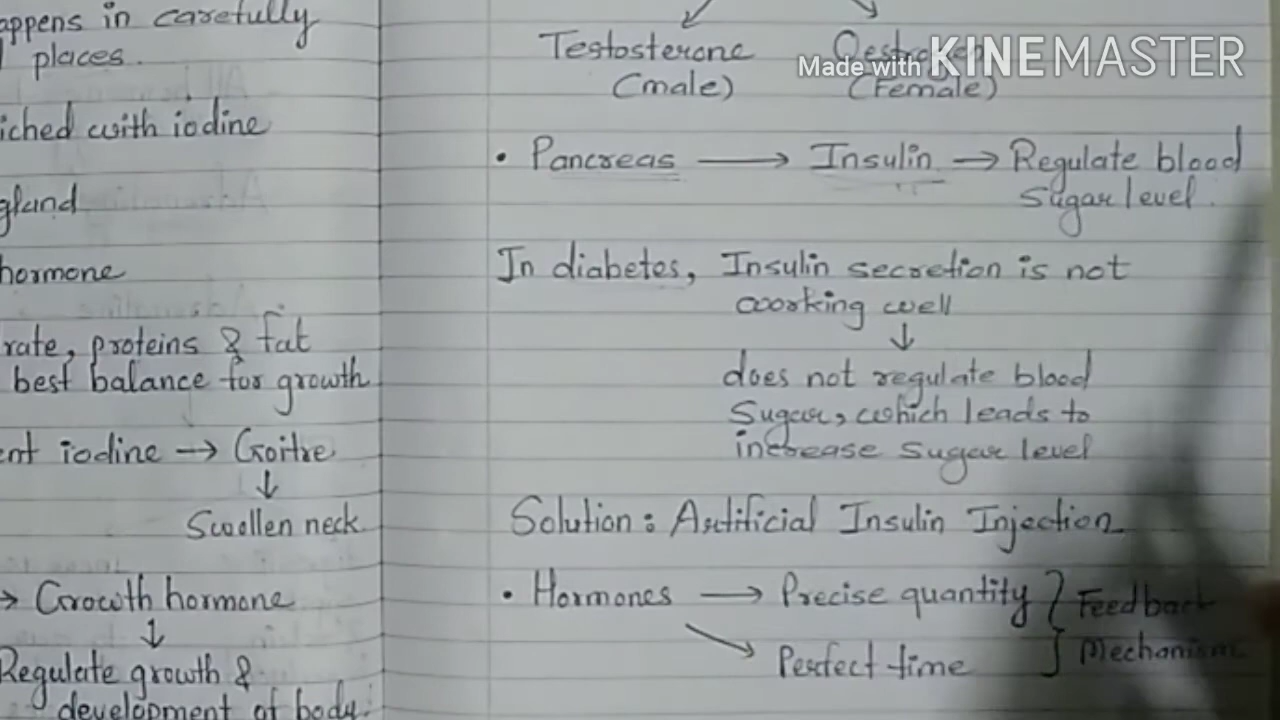 appens in carefully
places.
iched with iodine
gland
hormone
rate, proteins & fat
best balance for growth
ent iodine → Goitre
↓
Swollen neck
→ Growth hormone
↓
Regulate growth &
development of body.
Testosterone Oestrogen
(male) (Female)
Made with KINEMASTER
• Pancreas → Insulin → Regulate blood
Sugar level.
In diabetes, Insulin secretion is not
working well
↓
does not regulate blood
Sugar, which leads to
increase sugar level
Solution: Artificial Insulin Injection
• Hormones → Precise quantity } Feedback
Perfect time } Mechanism